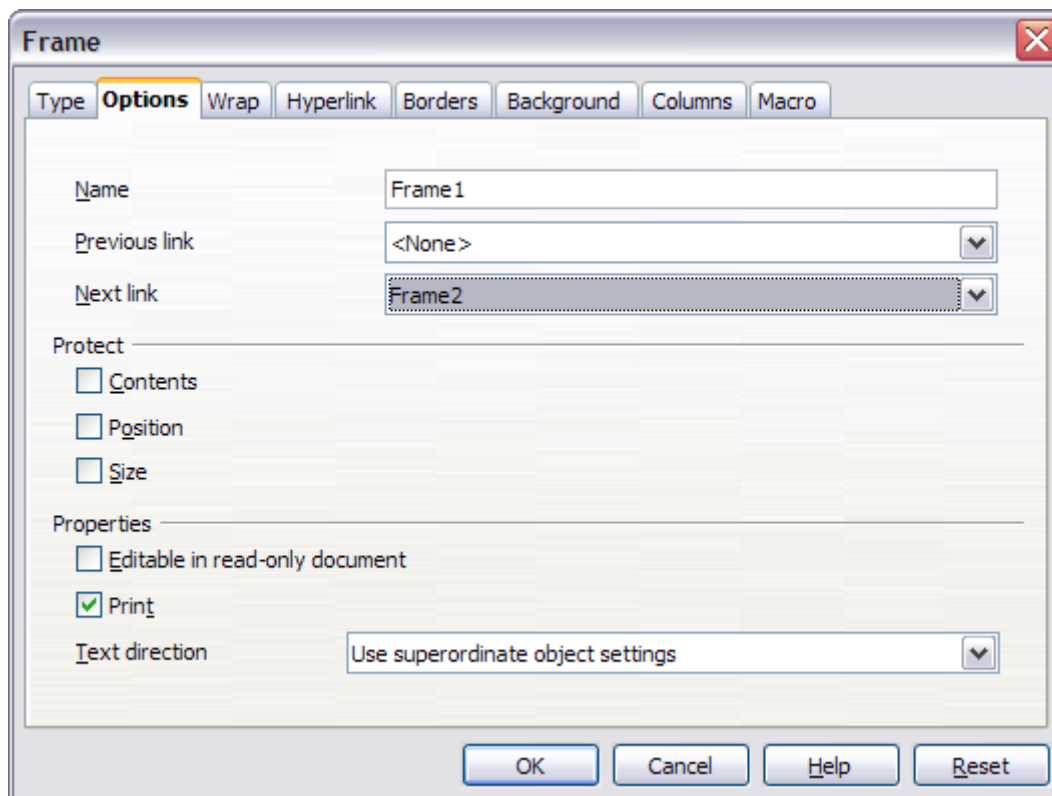 Frame
Type Options Wrap Hyperlink Borders Background Columns Macro
Name Frame1
Previous link <None>
Next link Frame2
Protect
Contents
Position
Size
Properties
Editable in read-only document
Print
Text direction Use superordinate object settings
OK Cancel Help Reset